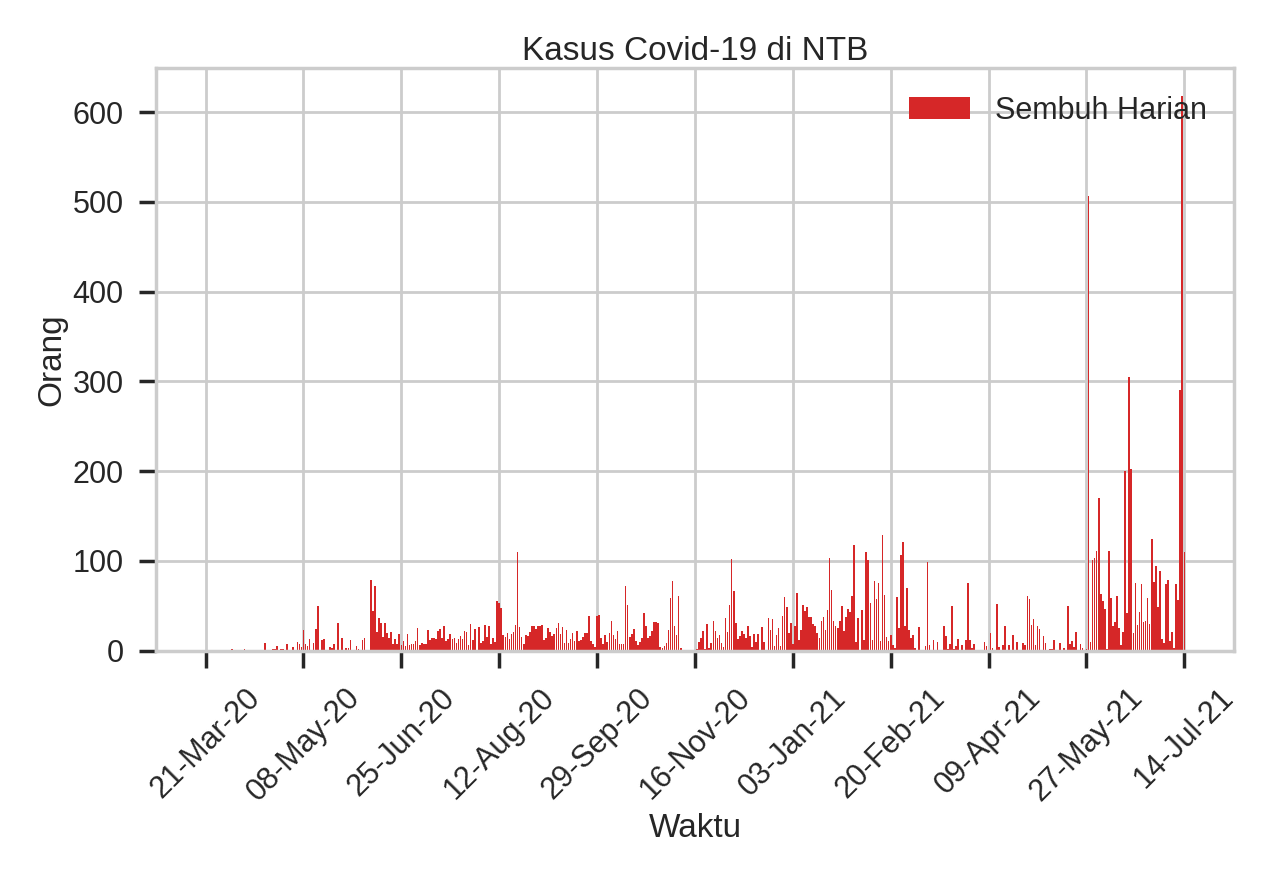 Kasus Covid-19 di NTB
Sembuh Harian
Orang
600
500
400
300
200
100
0
21-Mar-20
08-May-20
25-Jun-20
12-Aug-20
29-Sep-20
16-Nov-20
03-Jan-21
20-Feb-21
09-Apr-21
27-May-21
14-Jul-21
Waktu